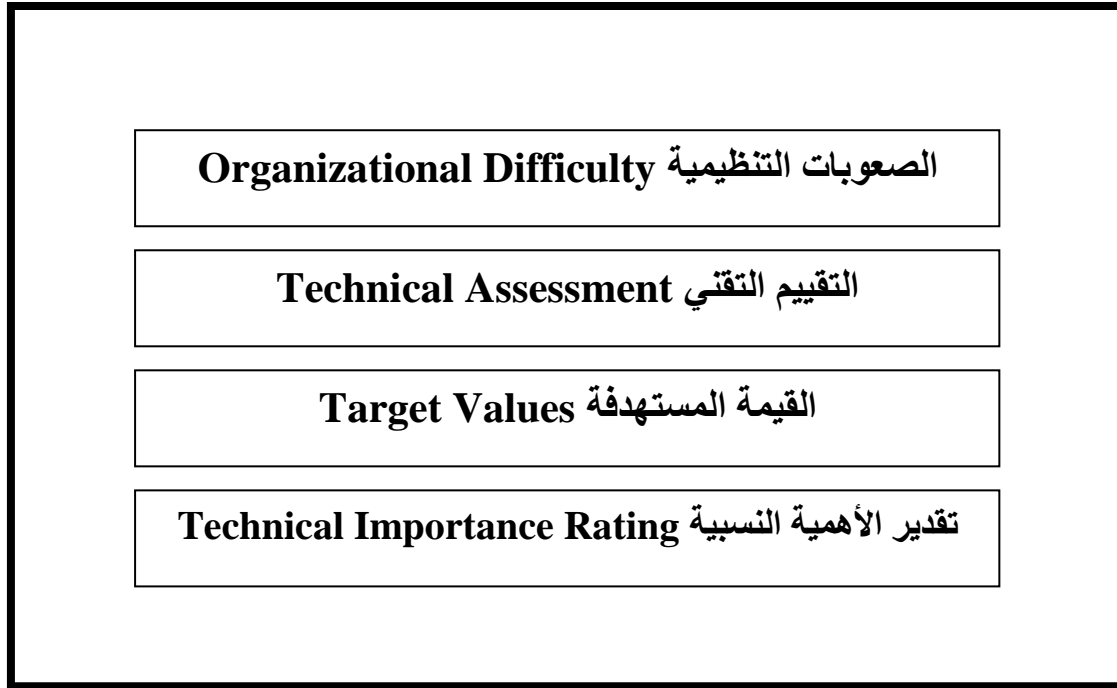 الصعوبات التنظيمية Organizational Difficulty
التقييم التقني Technical Assessment
القيمة المستهدفة Target Values
تقدير الأهمية النسبية Technical Importance Rating